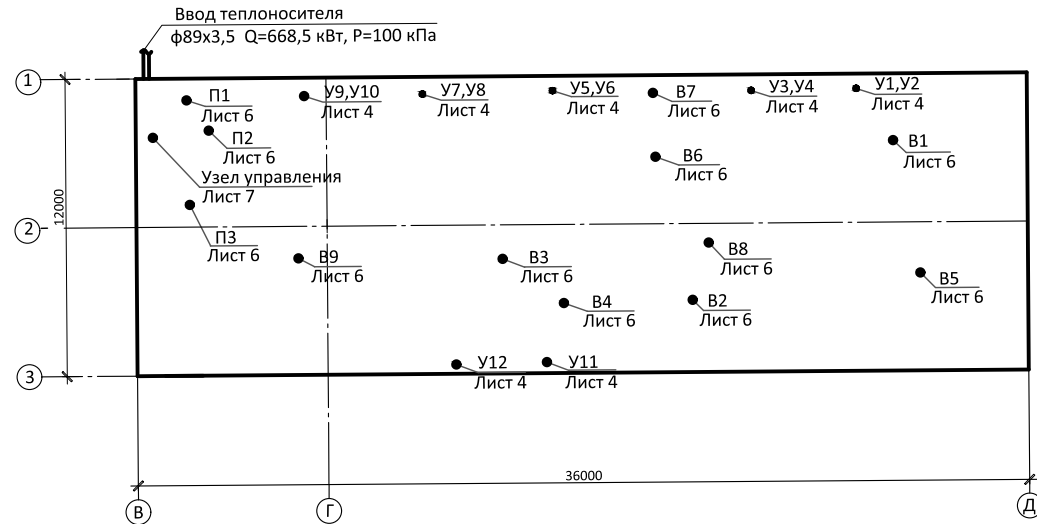 Ввод теплоносителя
ф89х3,5 Q=668,5 кВт, Р=100 кПа
1
П1
Лист 6
У9,У10
Лист 4
У7,У8
Лист 4
У5,У6
Лист 4
В7
Лист 6
У3,У4
Лист 4
У1,У2
Лист 4
П2
Лист 6
В6
Лист 6
В1
Лист 6
Узел управления
Лист 7
12000
2
П3
Лист 6
В9
Лист 6
В3
Лист 6
В8
Лист 6
В5
Лист 6
В4
Лист 6
В2
Лист 6
3
У12
Лист 4
У11
Лист 4
36000
В
Г
Д